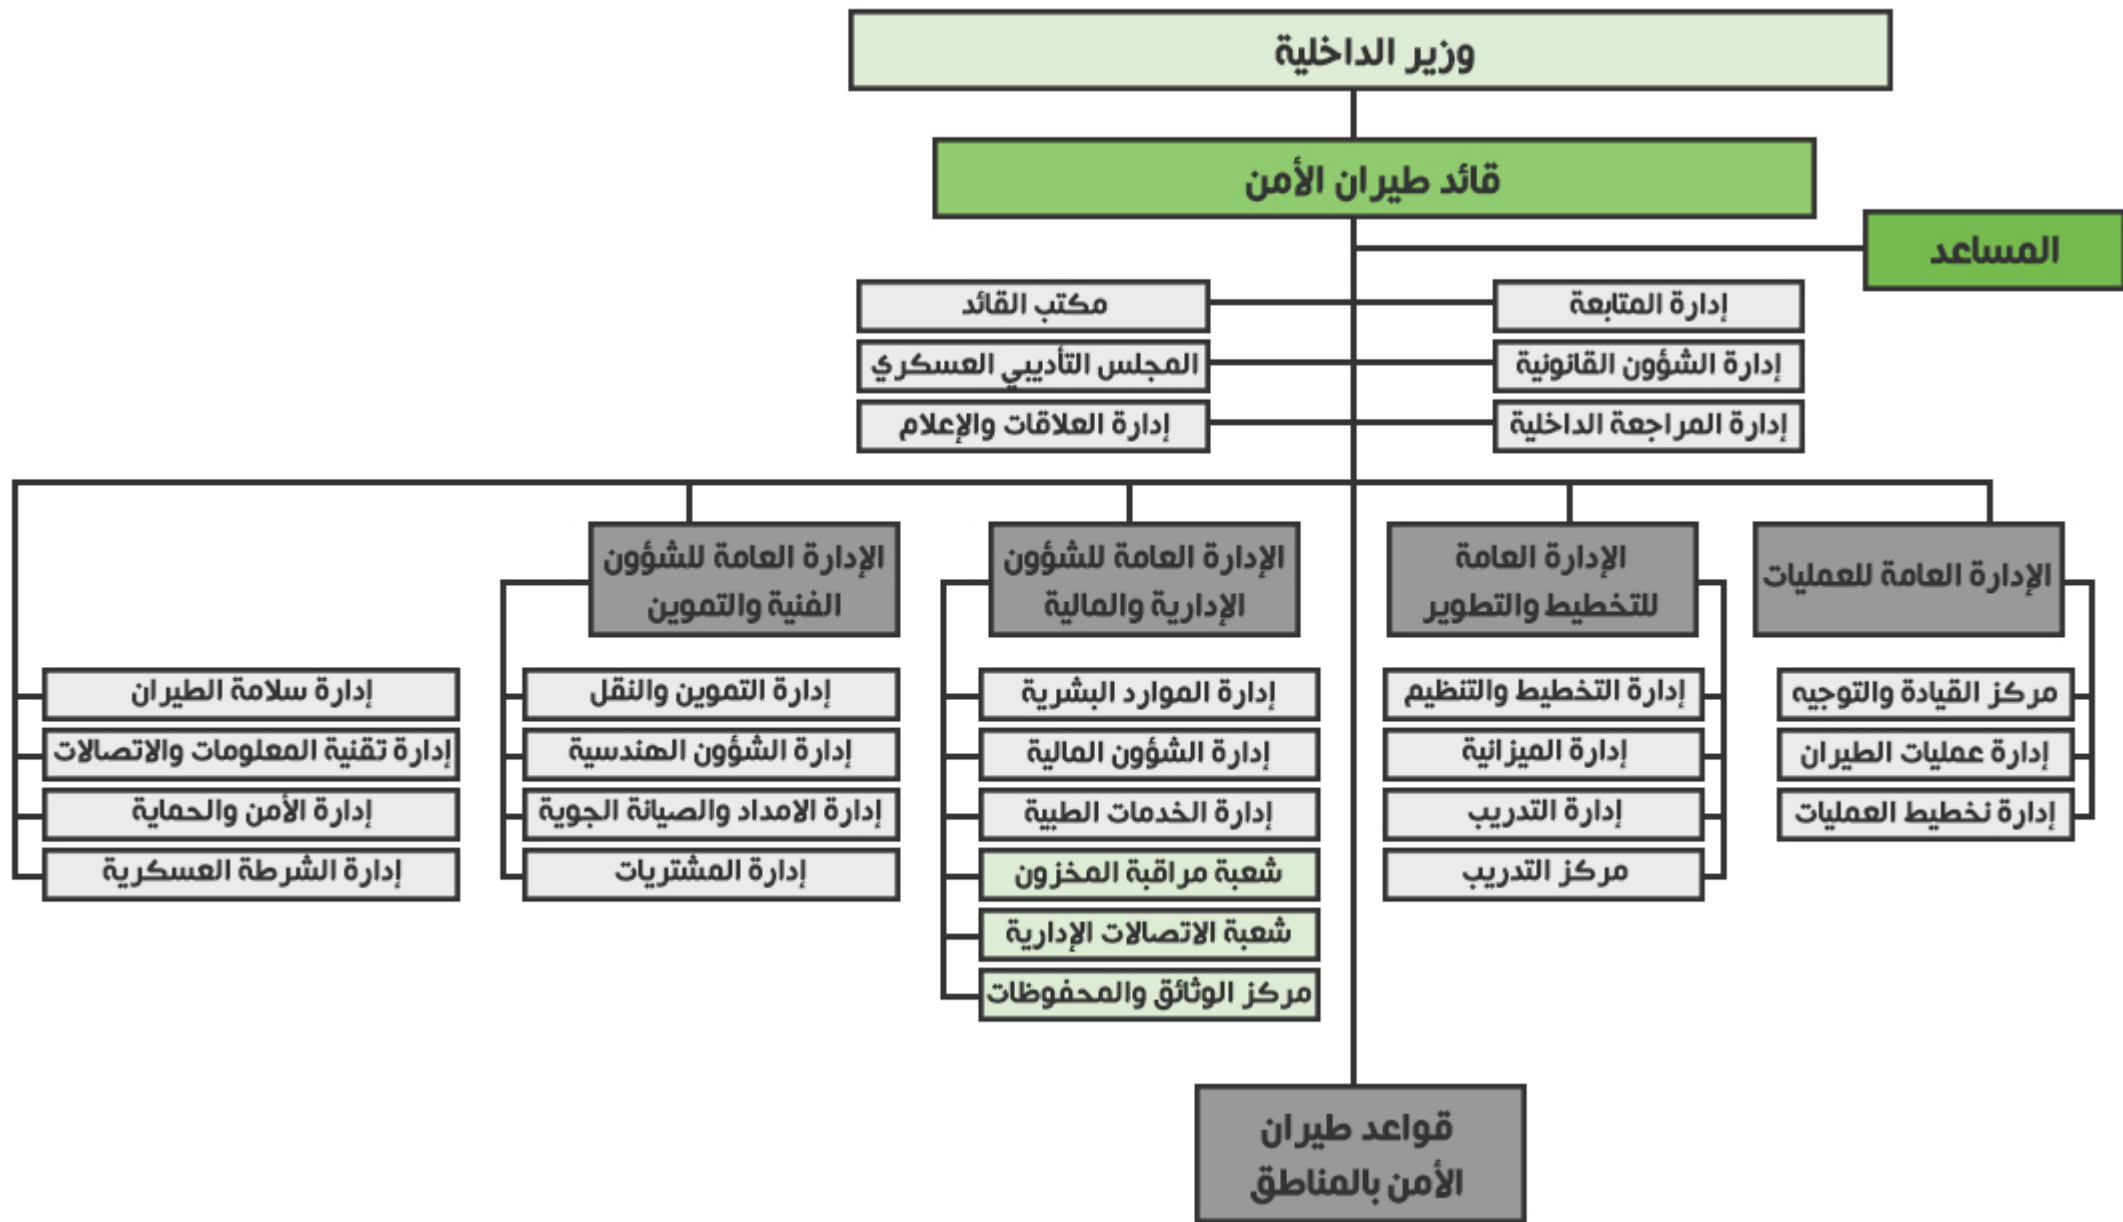 وزير الداخلية
قائد طيران الأمن
المساعد
إدارة المتابعة
مكتب القائد
إدارة الشؤون القانونية
المجلس التأديبي العسكري
إدارة المراجعة الداخلية
إدارة العلاقات والإعلام
الإدارة العامة للعمليات
مركز القيادة والتوجيه
إدارة عمليات الطيران
إدارة نخطيط العمليات
الإدارة العامة
للتخطيط والتطوير
إدارة التخطيط والتنظيم
إدارة الميزانية
إدارة التدريب
مركز التدريب
الإدارة العامة للشؤون
الإدارية والمالية
إدارة الموارد البشرية
إدارة الشؤون المالية
إدارة الخدمات الطبية
شعبة مراقبة المخزون
شعبة الاتصالات الإدارية
مركز الوثائق والمحفوظات
الإدارة العامة للشؤون
الفنية والتموين
إدارة التموين والنقل
إدارة الشؤون الهندسية
إدارة الامداد والصيانة الجوية
إدارة المشتريات
إدارة سلامة الطيران
إدارة تقنية المعلومات والاتصالات
إدارة الأمن والحماية
إدارة الشرطة العسكرية
قواعد طيران
الأمن بالمناطق